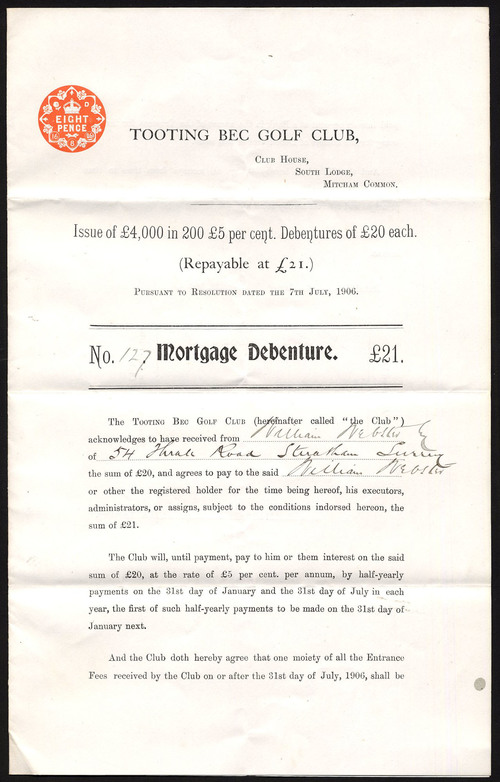 EIGHT
PENCE
TOOTING BEC GOLF CLUB,
CLUB HOUSE,
SOUTH LODGE,
MITCHAM COMMON.
Issue of £4,000 in 200 £5 per cent. Debentures of £20 each.
(Repayable at £21.)
PURSUANT TO RESOLUTION DATED THE 7TH JULY, 1906.
No. 127. Mortgage Debenture. £21.
The TOOTING BEC GOLF CLUB (hereinafter called "the Club")
acknowledges to have received from William Webster
of 54 Thrale Road Streatham Surrey
the sum of £20, and agrees to pay to the said William Webster
or other the registered holder for the time being hereof, his executors,
administrators, or assigns, subject to the conditions indorsed hereon, the
sum of £21.
The Club will, until payment, pay to him or them interest on the said
sum of £20, at the rate of £5 per cent. per annum, by half-yearly
payments on the 31st day of January and the 31st day of July in each
year, the first of such half-yearly payments to be made on the 31st day of
January next.
And the Club doth hereby agree that one moiety of all the Entrance
Fees received by the Club on or after the 31st day of July, 1906, shall be